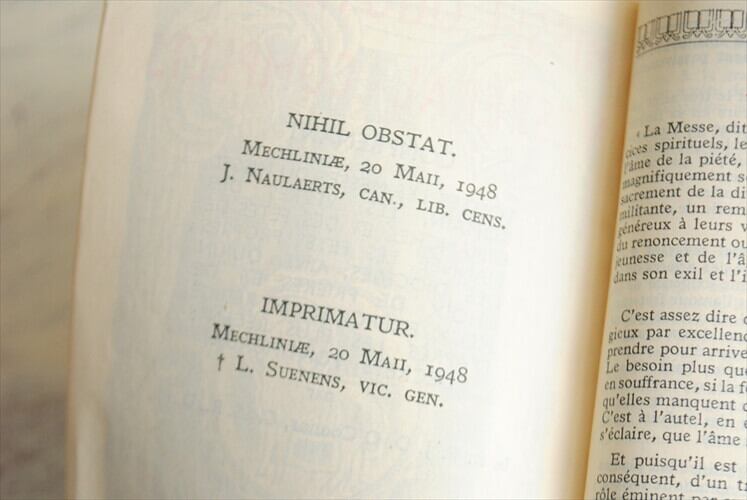 NIHIL OBSTAT.
MECHLINIÆ, 20 MAII, 1948
J. NAULAERTS, CAN., LIB. CENS.
IMPRIMATUR.
MECHLINIÆ, 20 MAII, 1948
† L. SUENENS, VIC. GEN.
« La Messe, dit
cices spirituels, le
l'âme de la piété,
magnifiquement
sacrement de la di
militante, un rem
généreux à leurs v
du renoncement ou
jeunesse et de l'â
dans son exil et l'i
C'est assez dire
gieux par excellen
prendre pour arrive
Le besoin plus que
en souffrance, si la
qu'elles manquent
C'est à l'autel, en
s'éclaire, que l'âme
Et puisqu'il est
conséquent, d'un
rôle éminent